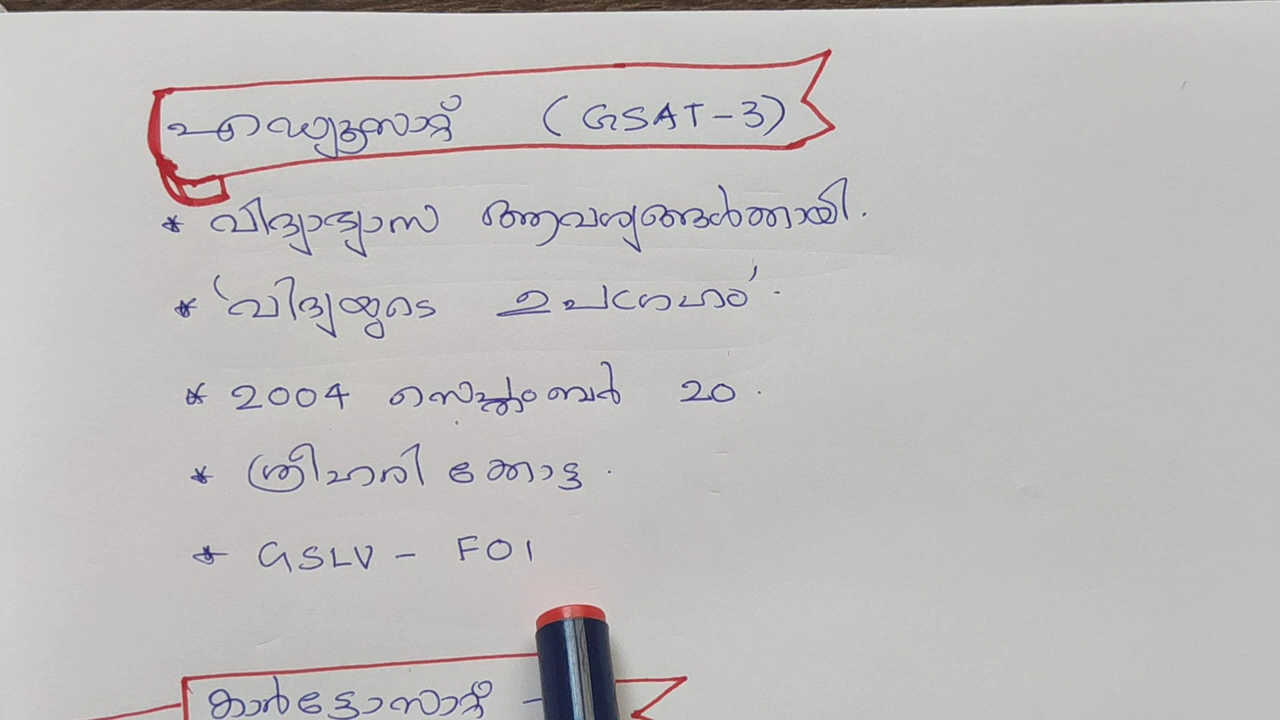 എഡ്യൂസാറ്റ് (GSAT-3)
* വിദ്യാഭ്യാസ ആവശ്യങ്ങൾക്കായി.
* 'വിദ്യയുടെ ഉപഗ്രഹം'.
* 2004 സെപ്തംബർ 20.
* ശ്രീഹരിക്കോട്ട.
* GSLV - F01
കാർട്ടോസാറ്റ് -